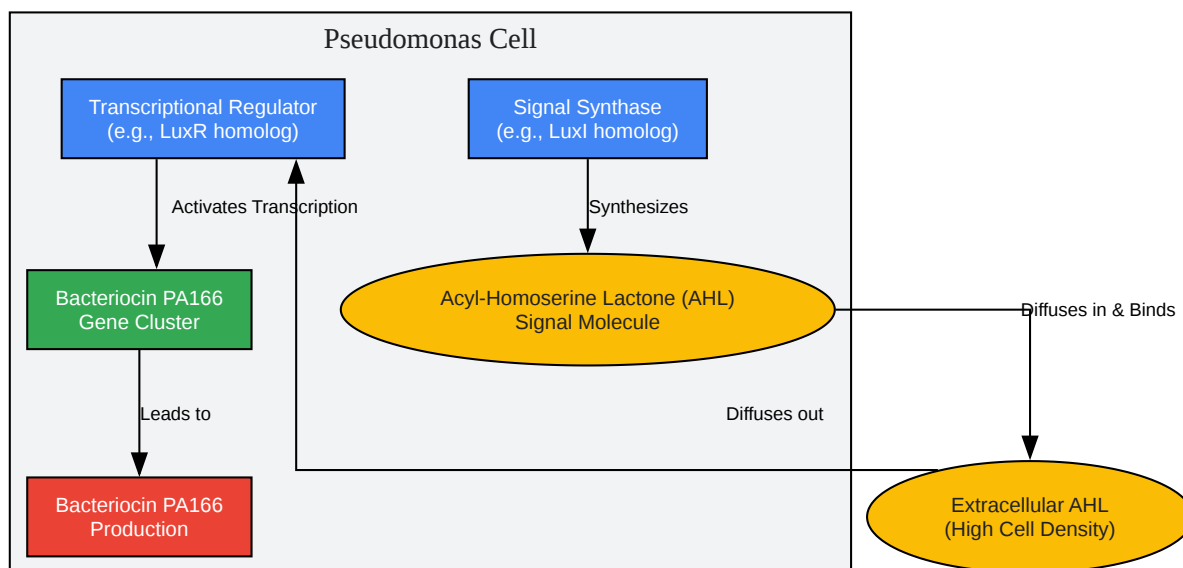 Pseudomonas Cell
Transcriptional Regulator
(e.g., LuxR homolog)
Signal Synthase
(e.g., LuxI homolog)
Activates Transcription
Synthesizes
Bacteriocin PA166
Gene Cluster
Acyl-Homoserine Lactone (AHL)
Signal Molecule
Diffuses in & Binds
Leads to
Diffuses out
Bacteriocin PA166
Production
Extracellular AHL
(High Cell Density)